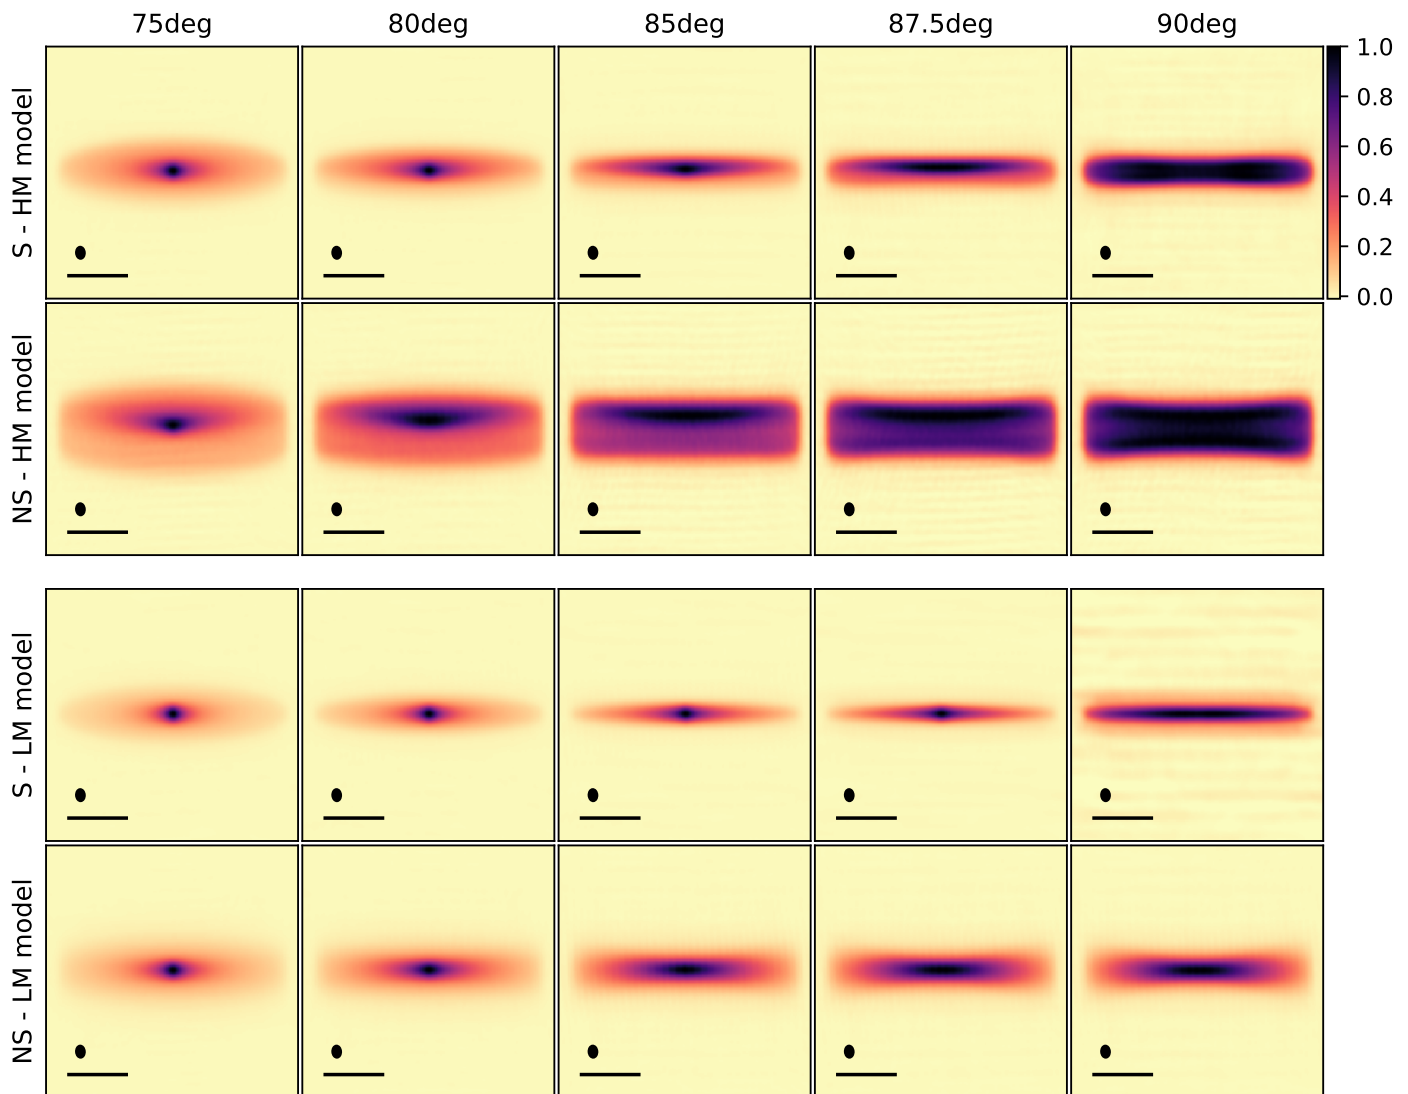 75deg 80deg 85deg 87.5deg 90deg
S - HM model
1.0
0.8
0.6
0.4
0.2
0.0
NS - HM model
S - LM model
NS - LM model